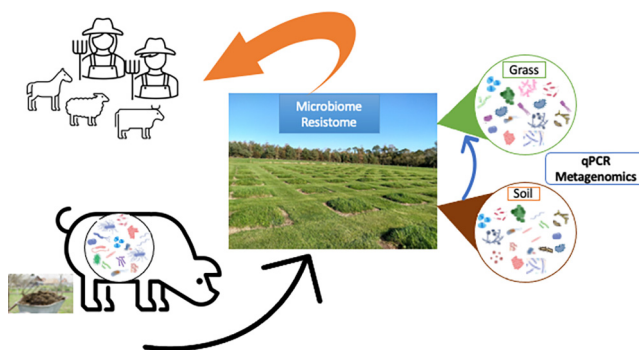 Microbiome
Resistome
Grass
qPCR
Metagenomics
Soil